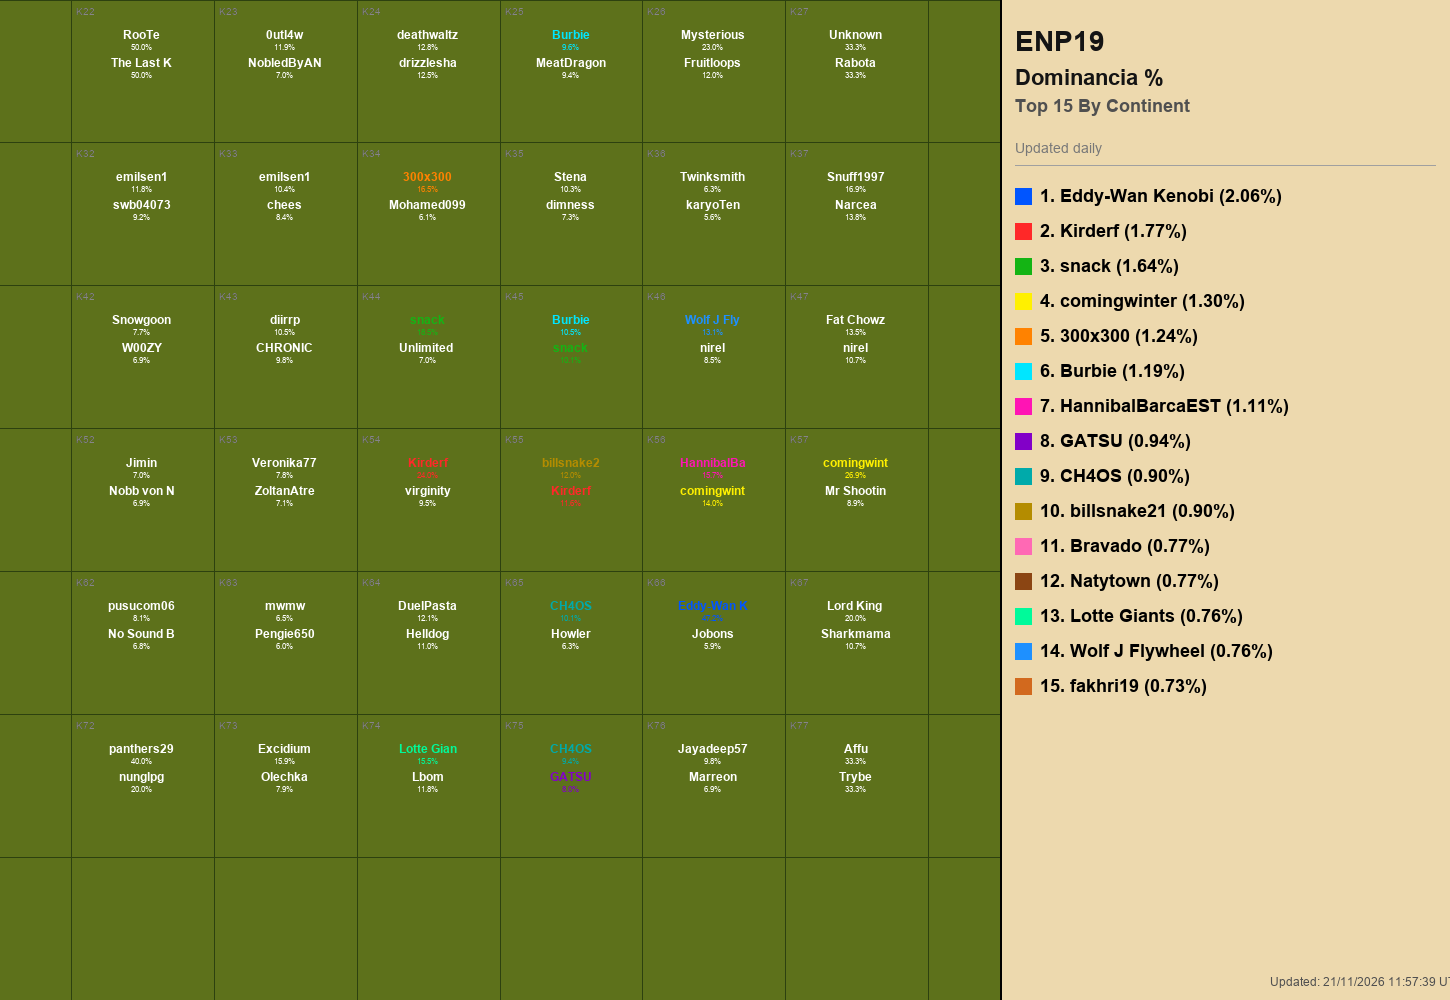 K22
RooTe
50.0%
The Last K
50.0%
K23
0utl4w
11.9%
NobledByAN
7.0%
K24
deathwaltz
12.8%
drizzlesha
12.5%
K25
Burbie
9.6%
MeatDragon
9.4%
K26
Mysterious
23.0%
Fruitloops
12.0%
K27
Unknown
33.3%
Rabota
33.3%
K32
emilsen1
11.8%
swb04073
9.2%
K33
emilsen1
10.4%
chees
8.4%
K34
300x300
16.5%
Mohamed099
6.1%
K35
Stena
10.3%
dimness
7.3%
K36
Twinksmith
6.3%
karyoTen
5.6%
K37
Snuff1997
16.9%
Narcea
13.8%
K42
Snowgoon
7.7%
W00ZY
6.9%
K43
diirrp
10.5%
CHRONIC
9.8%
K44
snack
Unlimited
7.0%
K45
Burbie
10.5%
snack
K46
Wolf J Fly
13.1%
nirel
8.5%
K47
Fat Chowz
13.5%
nirel
10.7%
K52
Jimin
7.0%
Nobb von N
6.9%
K53
Veronika77
7.8%
ZoltanAtre
7.1%
K54
Kirderf
virginity
9.5%
K55
billsnake2
12.0%
Kirderf
K56
HannibalBa
comingwint
14.0%
K57
comingwint
26.9%
Mr Shootin
8.9%
K62
pusucom06
8.1%
No Sound B
6.8%
K63
mwmw
6.5%
Pengie650
6.0%
K64
DuelPasta
12.1%
Helldog
11.0%
K65
CH4OS
10.1%
Howler
6.3%
K66
Eddy-Wan K
47.2%
Jobons
5.9%
K67
Lord King
20.0%
Sharkmama
10.7%
K72
panthers29
40.0%
nunglpg
20.0%
K73
Excidium
15.9%
Olechka
7.9%
K74
Lotte Gian
15.5%
Lbom
11.8%
K75
CH4OS
9.4%
GATSU
K76
Jayadeep57
9.8%
Marreon
6.9%
K77
Affu
33.3%
Trybe
33.3%
ENP19
Dominancia %
Top 15 By Continent
Updated daily
1. Eddy-Wan Kenobi (2.06%)
2. Kirderf (1.77%)
3. snack (1.64%)
4. comingwinter (1.30%)
5. 300x300 (1.24%)
6. Burbie (1.19%)
7. HannibalBarcaEST (1.11%)
8. GATSU (0.94%)
9. CH4OS (0.90%)
10. billsnake21 (0.90%)
11. Bravado (0.77%)
12. Natytown (0.77%)
13. Lotte Giants (0.76%)
14. Wolf J Flywheel (0.76%)
15. fakhri19 (0.73%)
Updated: 21/11/2026 11:57:39 U